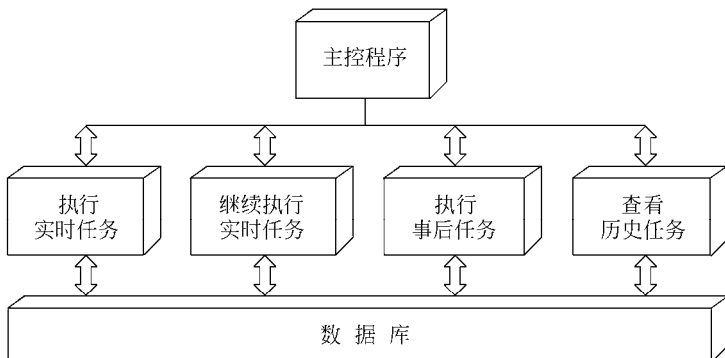 主控程序
执行
实时任务
继续执行
实时任务
执行
事后任务
查看
历史任务
数 据 库